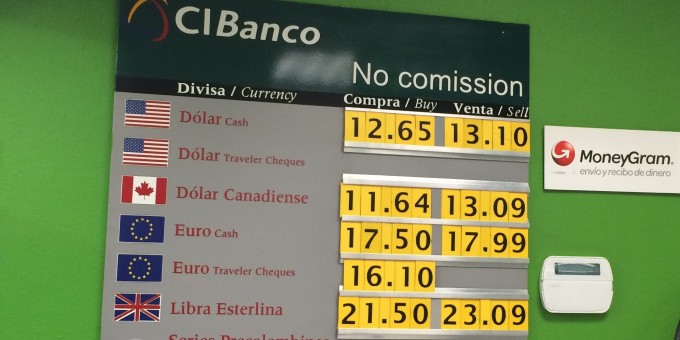 CIBanco
No comission
Divisa / Currency
Compra / Buy Venta / Sell
Dólar Cash 12.65 13.10
Dólar Traveler Cheques
Dólar Canadiense 11.64 13.09
Euro Cash 17.50 17.99
Euro Traveler Cheques 16.10
Libra Esterlina 21.50 23.09
MoneyGram
envío y recibo de dinero